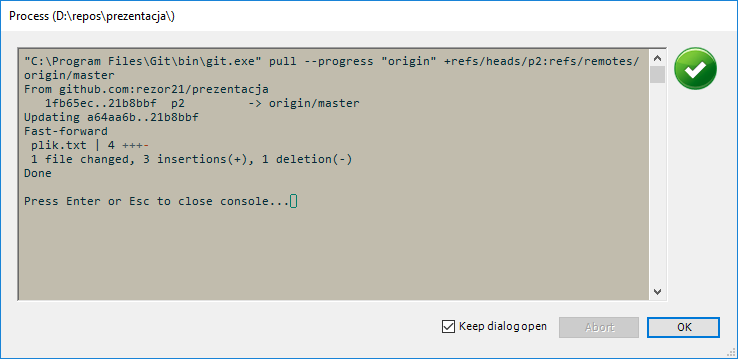 Process (D:\repos\prezentacja\)
"C:\Program Files\Git\bin\git.exe" pull --progress "origin" +refs/heads/p2:refs/remotes/
origin/master
From github.com:rezor21/prezentacja
   1fb65ec..21b8bbf  p2         -> origin/master
Updating a64aa6b..21b8bbf
Fast-forward
 plik.txt | 4 +++-
 1 file changed, 3 insertions(+), 1 deletion(-)
Done
Press Enter or Esc to close console...
Keep dialog open
Abort
OK